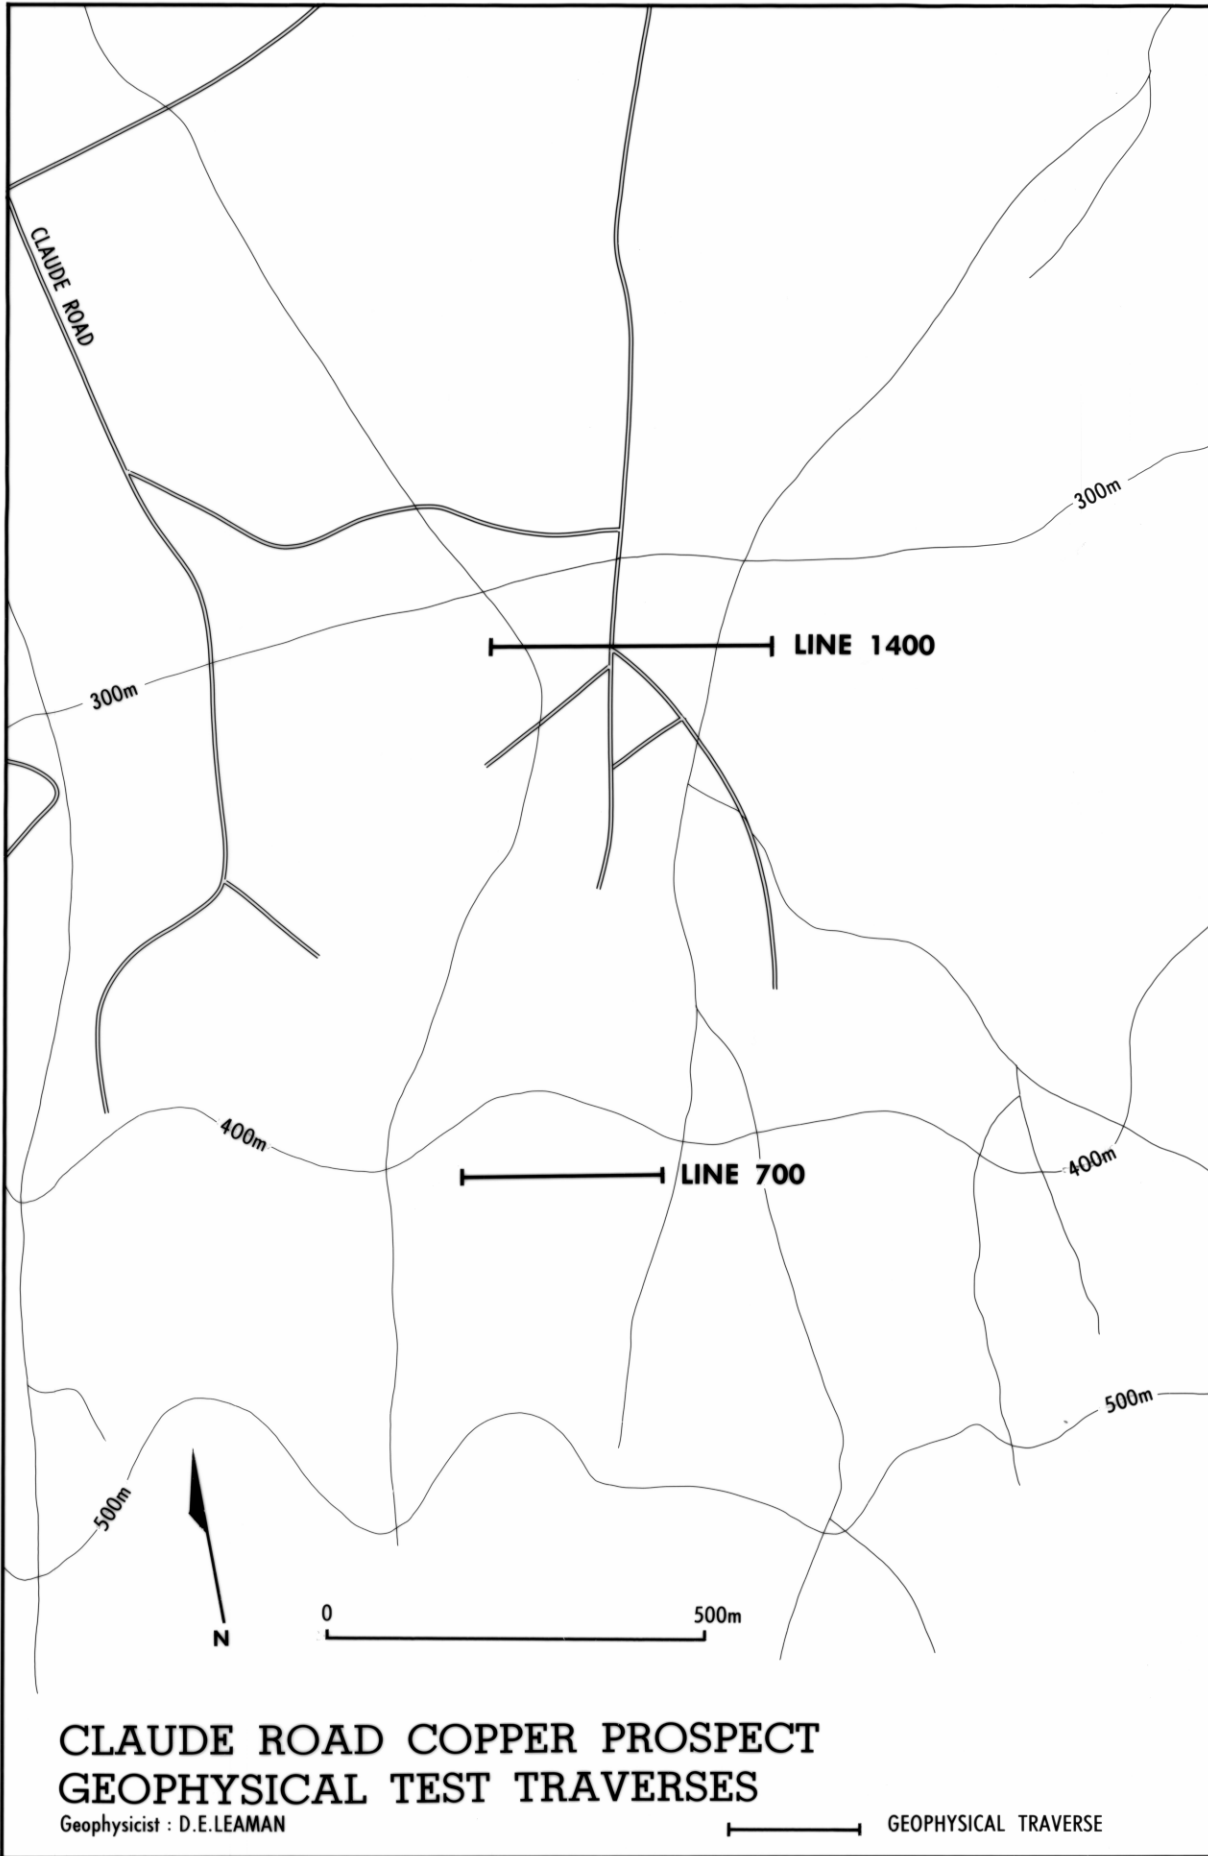 CLAUDE ROAD
300m
LINE 1400
300m
400m
400m
LINE 700
500m
500m
0 500m
N
CLAUDE ROAD COPPER PROSPECT
GEOPHYSICAL TEST TRAVERSES
Geophysicist : D.E.LEAMAN
GEOPHYSICAL TRAVERSE